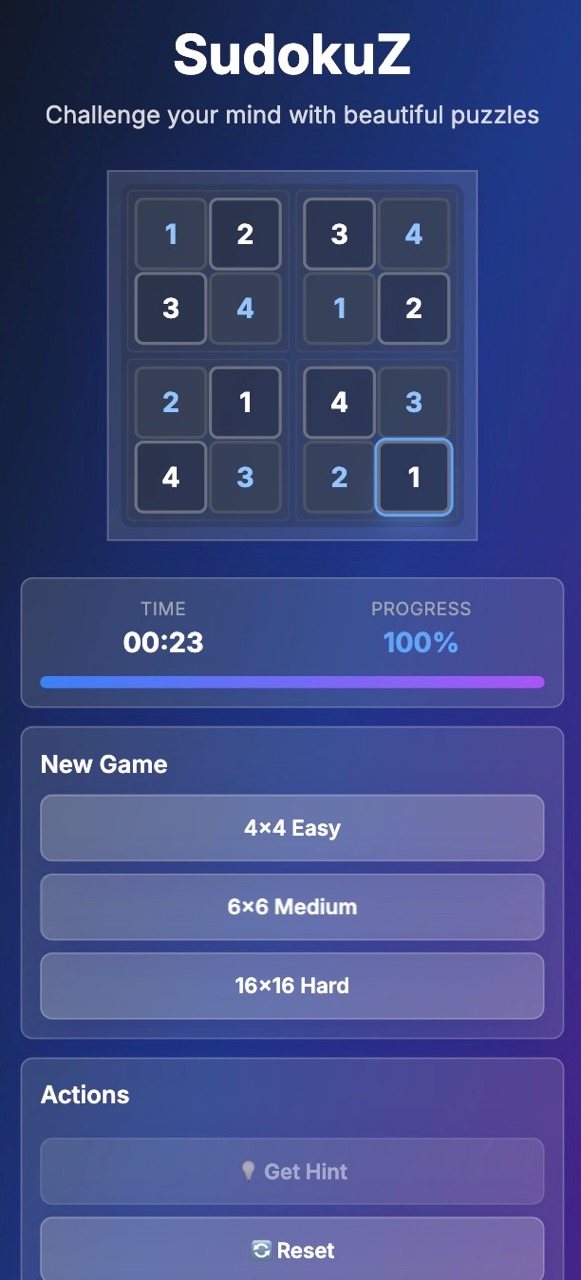 SudokuZ
Challenge your mind with beautiful puzzles
1 2 3 4
3 4 1 2
2 1 4 3
4 3 2 1
TIME PROGRESS
00:23 100%
New Game
4×4 Easy
6×6 Medium
16×16 Hard
Actions
💡 Get Hint
🔄 Reset